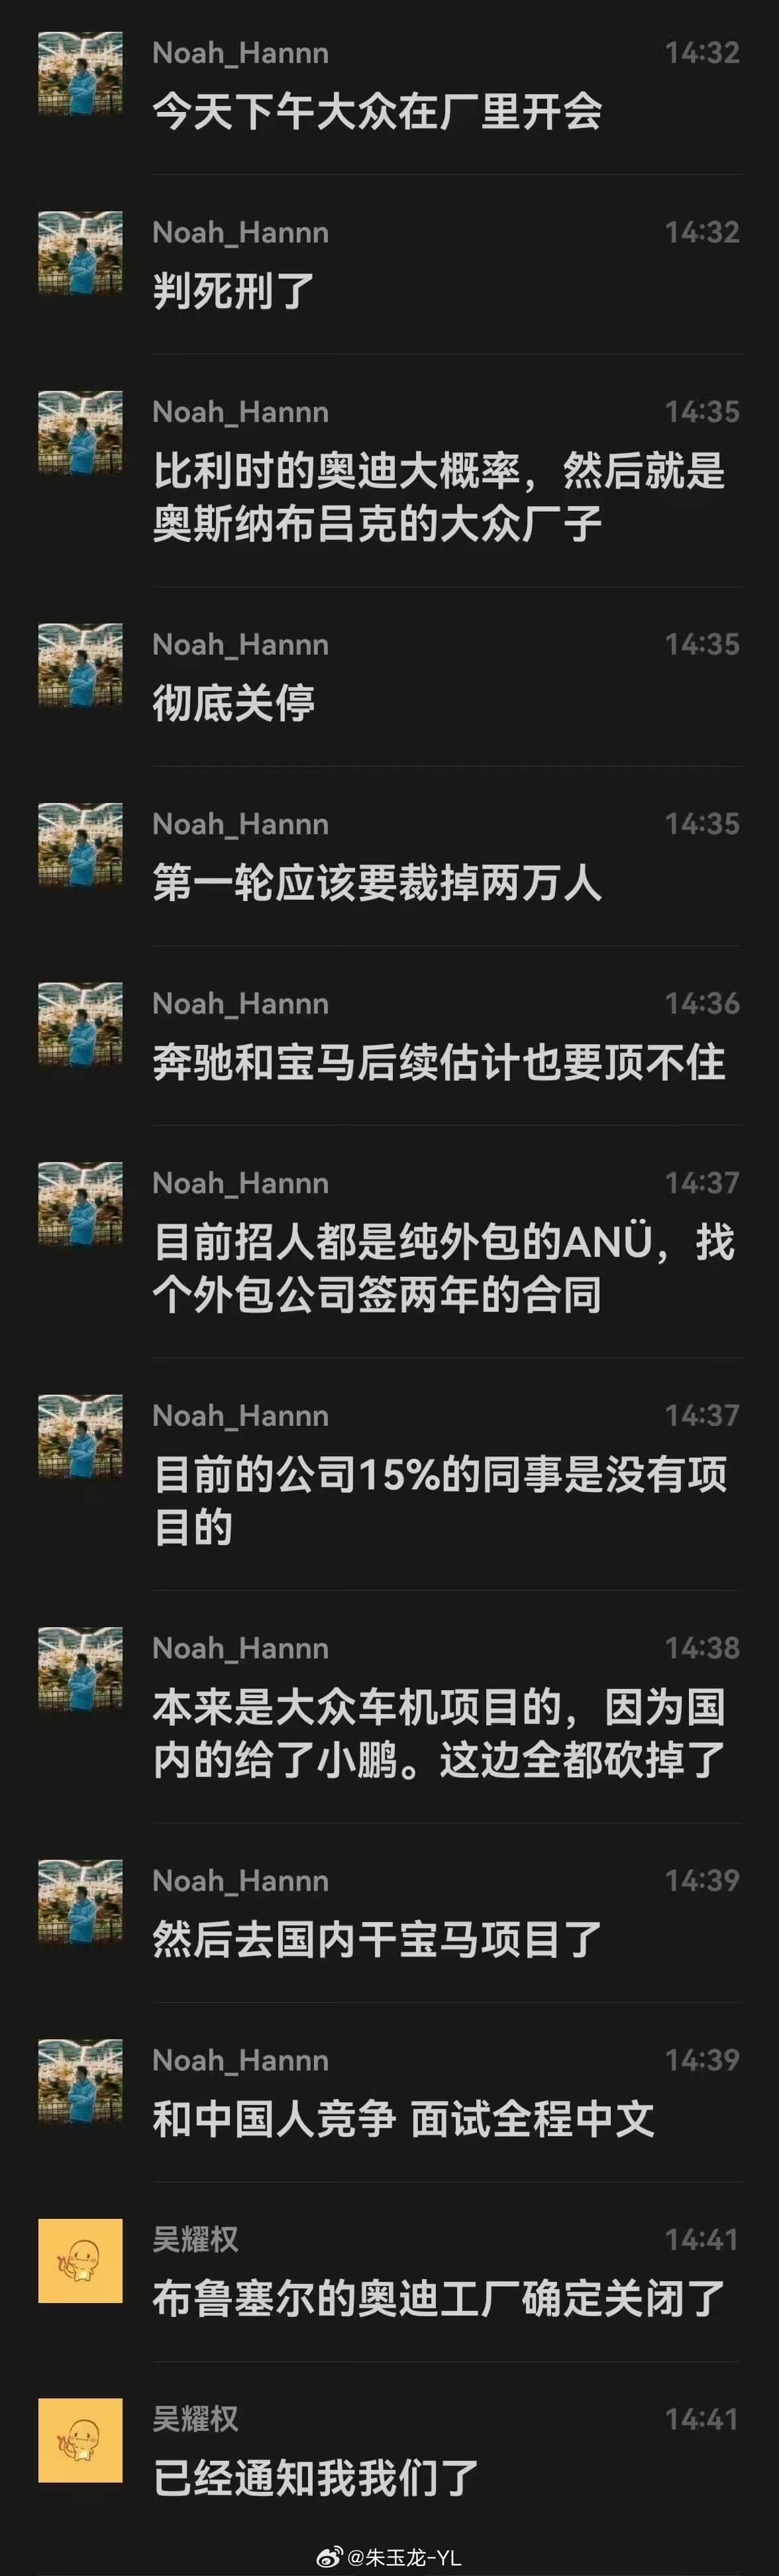 Noah_Hannn 14:32
今天下午大众在厂里开会
Noah_Hannn 14:32
判死刑了
Noah_Hannn 14:35
比利时的奥迪大概率，然后就是
奥斯纳布吕克的大众厂子
Noah_Hannn 14:35
彻底关停
Noah_Hannn 14:35
第一轮应该要裁掉两万人
Noah_Hannn 14:36
奔驰和宝马后续估计也要顶不住
Noah_Hannn 14:37
目前招人都是纯外包的ANÜ，找
个外包公司签两年的合同
Noah_Hannn 14:37
目前的公司15%的同事是没有项
目的
Noah_Hannn 14:38
本来是大众车机项目的，因为国
内的给了小鹏。这边全都砍掉了
Noah_Hannn 14:39
然后去国内干宝马项目了
Noah_Hannn 14:39
和中国人竞争 面试全程中文
吴耀权 14:41
布鲁塞尔的奥迪工厂确定关闭了
吴耀权 14:41
已经通知我我们了
@朱玉龙-YL